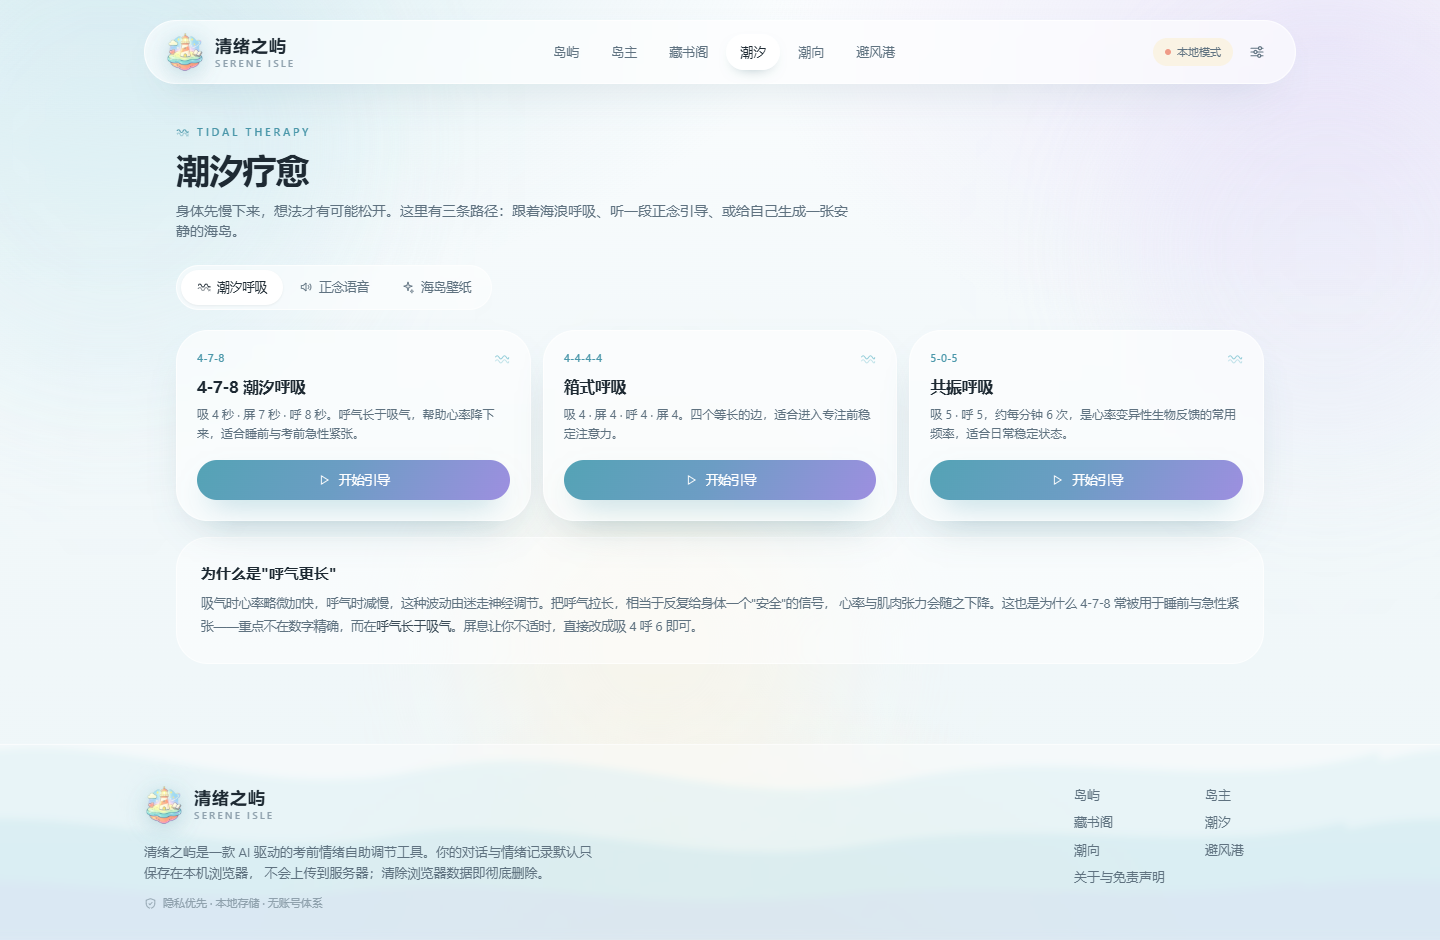 清绪之屿
SERENE ISLE
岛屿
岛主
藏书阁
潮汐
潮向
避风港
本地模式
TIDAL THERAPY
潮汐疗愈
身体先慢下来，想法才有可能松开。这里有三条路径：跟着海浪呼吸、听一段正念引导、或给自己生成一张安
静的海岛。
潮汐呼吸
正念语音
海岛壁纸
4-7-8
4-7-8 潮汐呼吸
吸 4 秒 · 屏 7 秒 · 呼 8 秒。呼气长于吸气，帮助心率降下
来，适合睡前与考前急性紧张。
开始引导
4-4-4-4
箱式呼吸
吸 4 · 屏 4 · 呼 4 · 屏 4。四个等长的边，适合进入专注前稳
定注意力。
开始引导
5-0-5
共振呼吸
吸 5 · 呼 5，约每分钟 6 次，是心率变异性生物反馈的常用
频率，适合日常稳定状态。
开始引导
为什么是"呼气更长"
吸气时心率略微加快，呼气时减慢，这种波动由迷走神经调节。把呼气拉长，相当于反复给身体一个"安全"的信号， 心率与肌肉张力会随之下降。这也是为什么 4-7-8 常被用于睡前与急性紧
张——重点不在数字精确，而在呼气长于吸气。屏息让你不适时，直接改成吸 4 呼 6 即可。
清绪之屿
SERENE ISLE
清绪之屿是一款 AI 驱动的考前情绪自助调节工具。你的对话与情绪记录默认只
保存在本机浏览器， 不会上传到服务器；清除浏览器数据即彻底删除。
隐私优先 · 本地存储 · 无账号体系
岛屿
岛主
藏书阁
潮汐
潮向
避风港
关于与免责声明